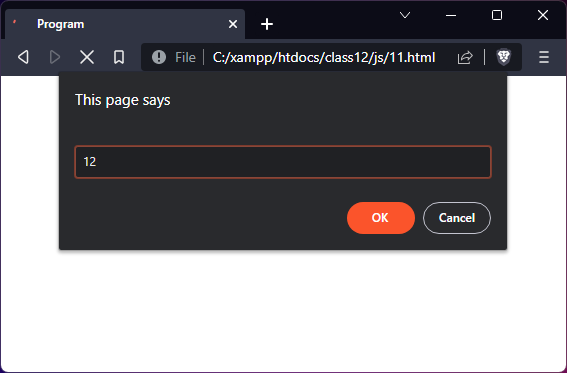 Program
File C:/xampp/htdocs/class12/js/11.html
This page says
12
OK Cancel